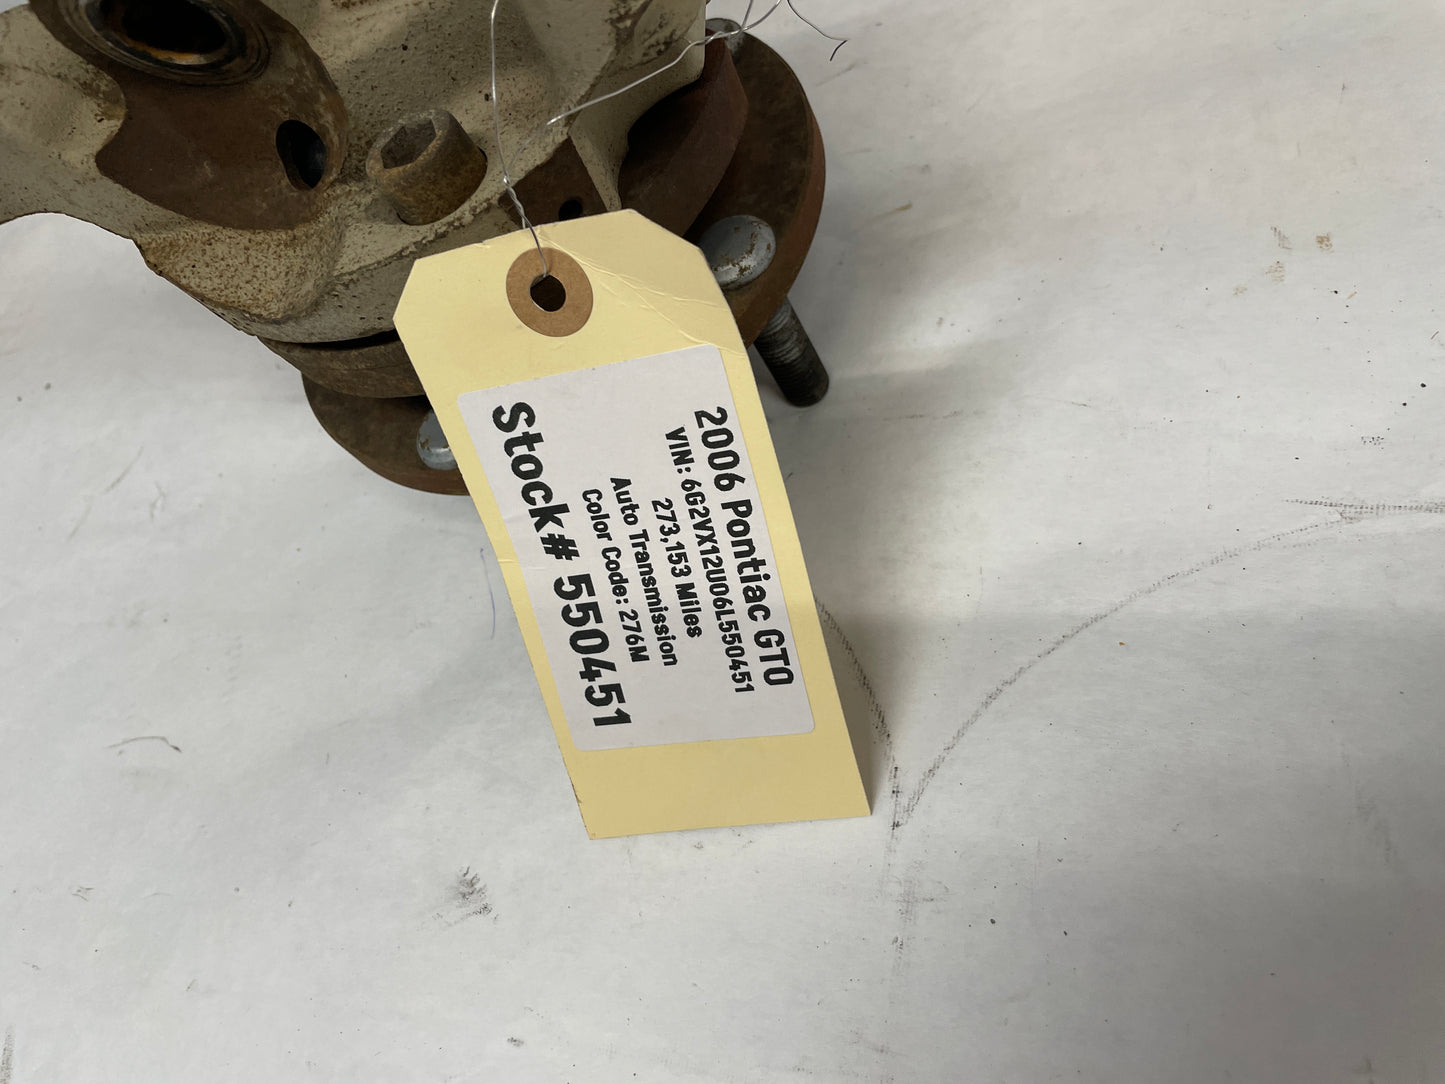 2006 Pontiac GTO
VIN: 6G2VX12U06L550451
273,153 Miles
Auto Transmission
Color Code: 276M
Stock# 550451